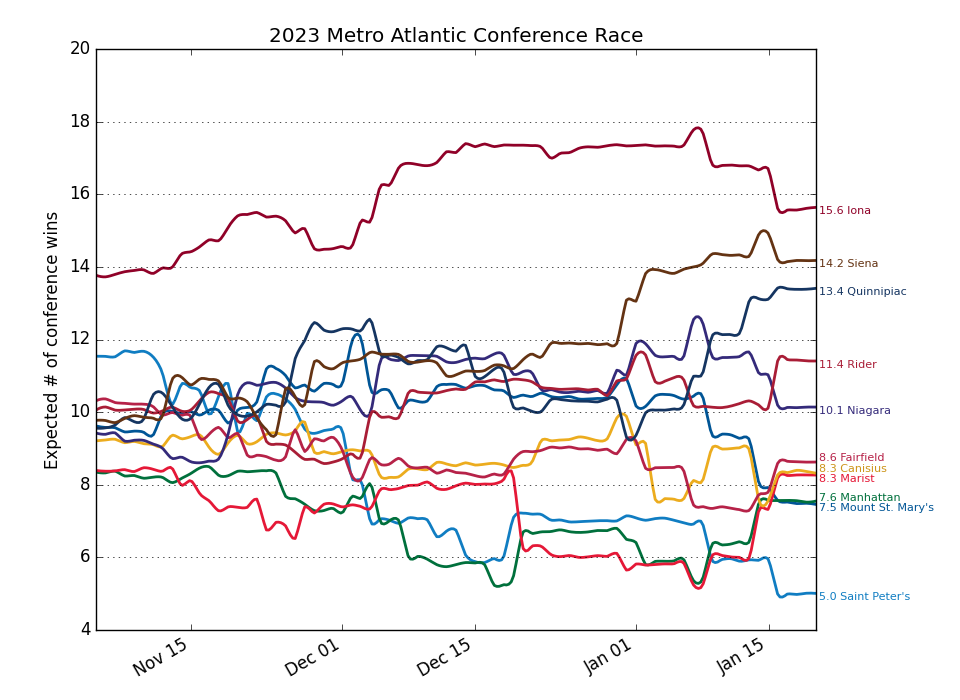 2023 Metro Atlantic Conference Race
Expected # of conference wins
20
18
16
14
12
10
8
6
4
15.6 Iona
14.2 Siena
13.4 Quinnipiac
11.4 Rider
10.1 Niagara
8.6 Fairfield
8.3 Canisius
8.3 Marist
7.6 Manhattan
7.5 Mount St. Mary's
5.0 Saint Peter's
Nov 15
Dec 01
Dec 15
Jan 01
Jan 15